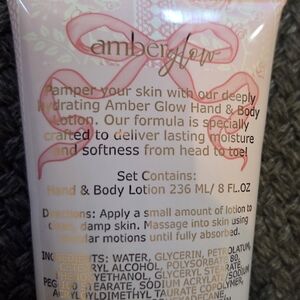 amberglow
Pamper your skin with our deeply
hydrating Amber Glow Hand & Body
Lotion. Our formula is specially
crafted to deliver lasting moisture
and softness from head to toe!
Set Contains:
Hand & Body Lotion 236 ML/ 8 FL.OZ
Directions: Apply a small amount of lotion to
clean, damp skin. Massage into skin using
circular motions until fully absorbed.
INGREDIENTS: WATER, GLYCERIN, PETROLATUM,
CETEARYL ALCOHOL, POLYSORBATE 80,
GLYCERYL STEARATE,
STEARATE, SODIUM ACRYLATE/SODIUM
ACRYLOYLDIMETHYL TAURATE COPOLYMER,